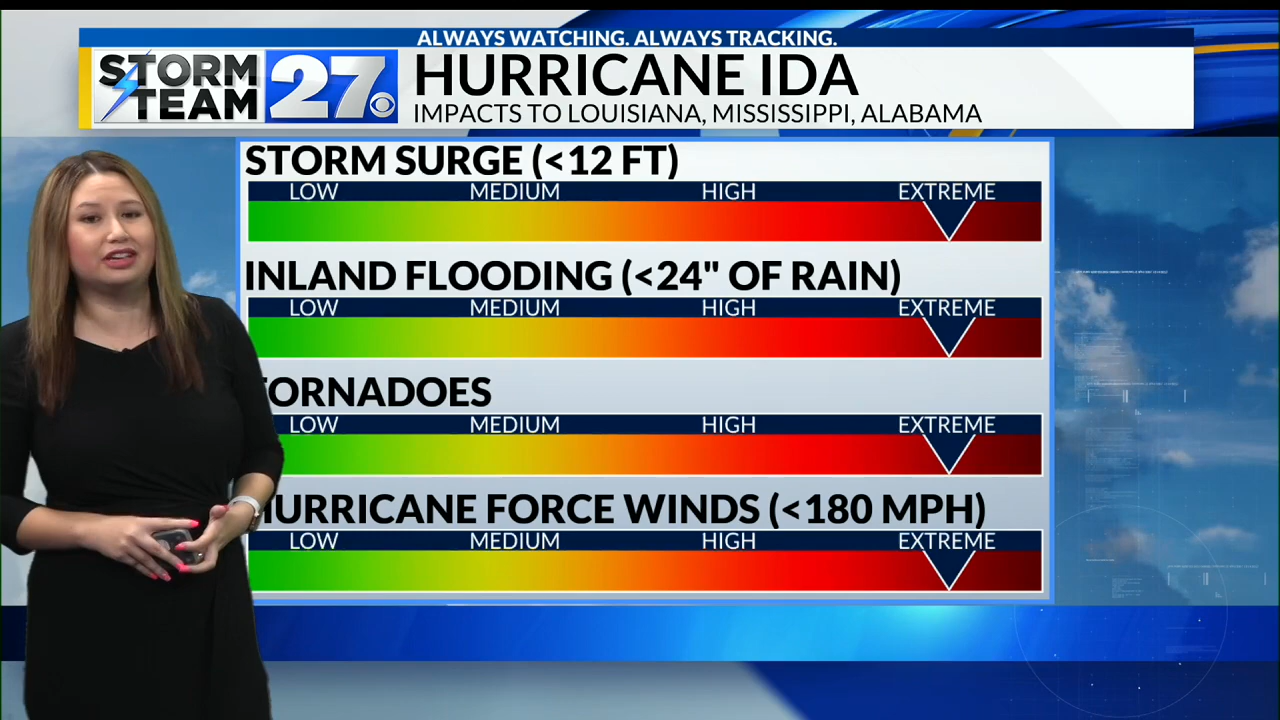 ALWAYS WATCHING. ALWAYS TRACKING.
STORM TEAM 27
HURRICANE IDA
IMPACTS TO LOUISIANA, MISSISSIPPI, ALABAMA
STORM SURGE (<12 FT)
LOW MEDIUM HIGH EXTREME
INLAND FLOODING (<24" OF RAIN)
LOW MEDIUM HIGH EXTREME
TORNADOES
LOW MEDIUM HIGH EXTREME
HURRICANE FORCE WINDS (<180 MPH)
LOW MEDIUM HIGH EXTREME